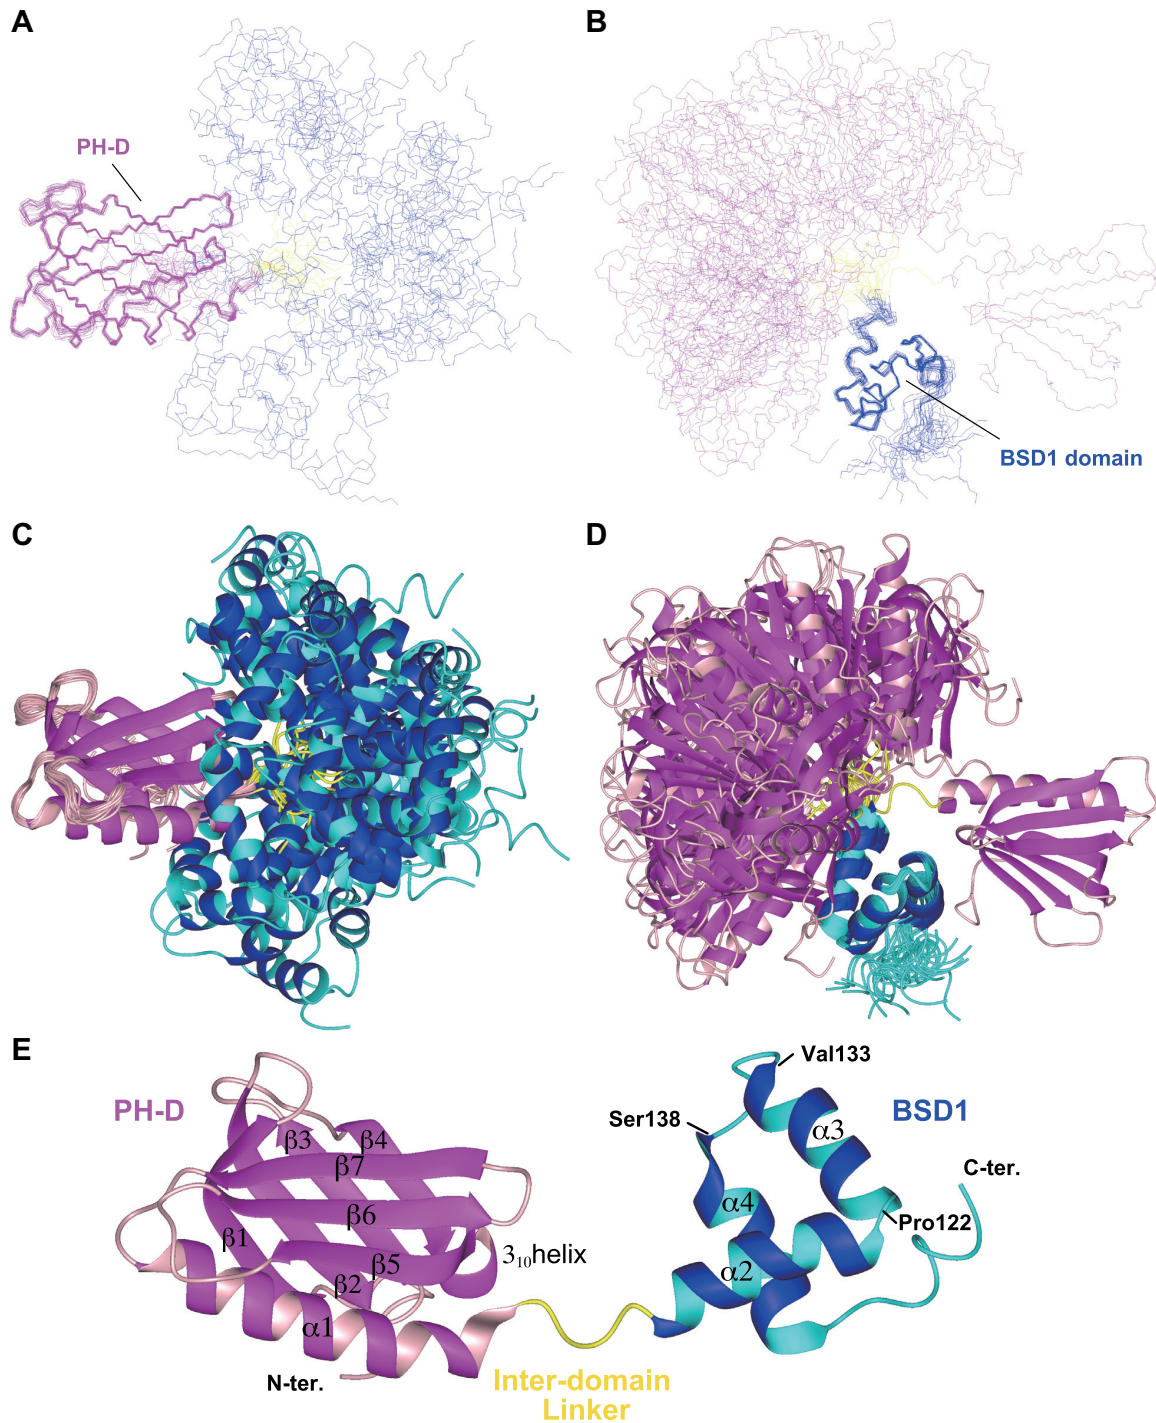 A
B
PH-D
BSD1 domain
C
D
E
PH-D
BSD1
Val133
Ser138
α3
C-ter.
β3
β4
β7
α4
Pro122
β6
β1
3₁₀helix
β5
α2
β2
α1
N-ter.
Inter-domain
Linker